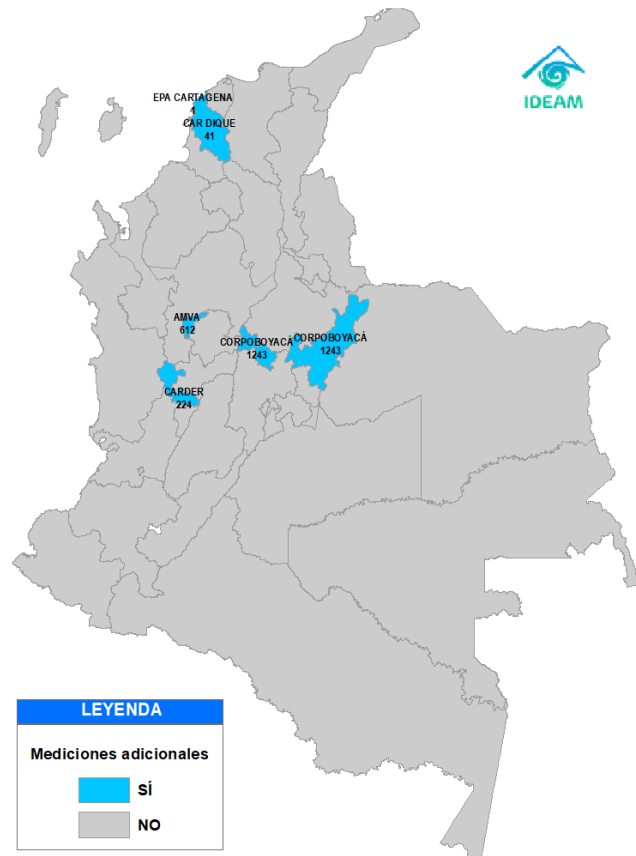 IDEAM
EPA CARTAGENA
1
CAR DIQUE
41
AMVA
612
CORPOBOYACÁ
1243
CORPOBOYACÁ
1243
CARDER
224
LEYENDA
Mediciones adicionales
SÍ
NO